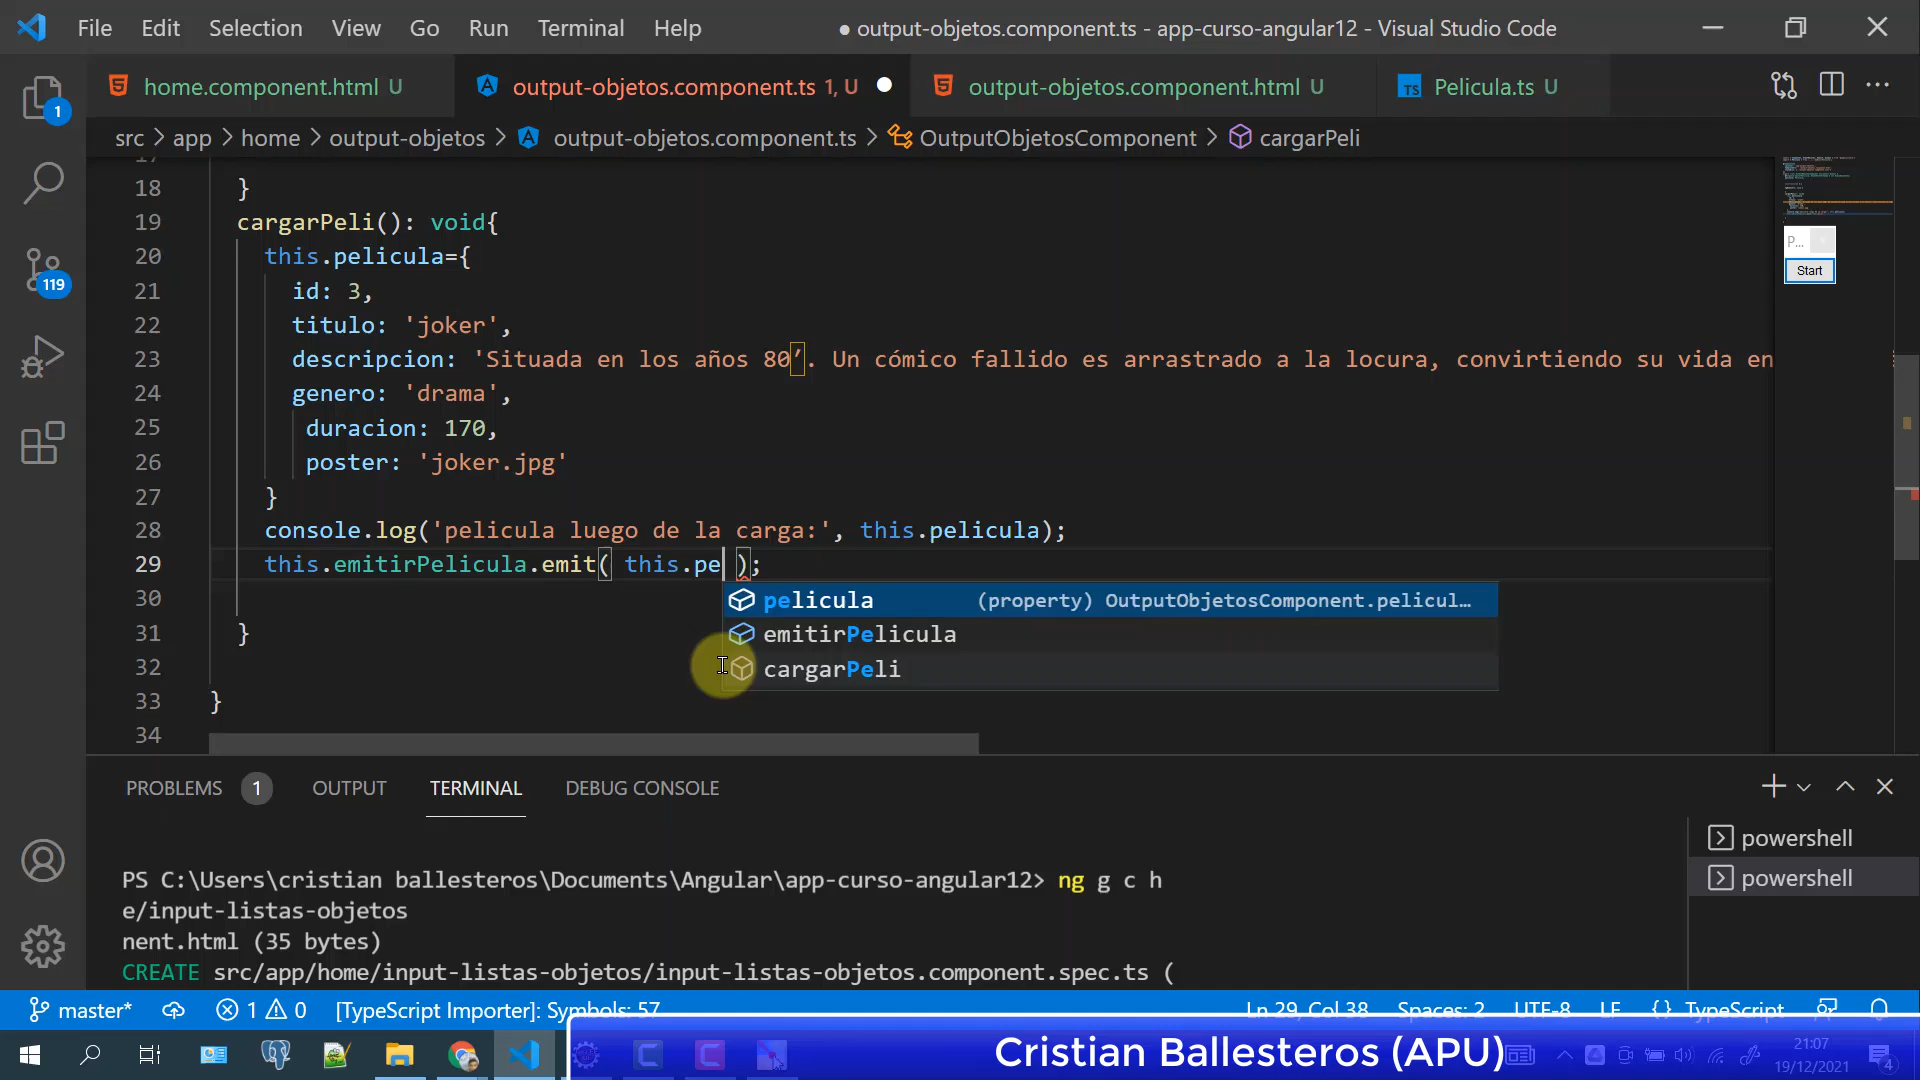 File Edit Selection View Go Run Terminal Help ● output-objetos.component.ts - app-curso-angular12 - Visual Studio Code
home.component.html U output-objetos.component.ts 1, U output-objetos.component.html U Pelicula.ts U
src > app > home > output-objetos > output-objetos.component.ts > OutputObjetosComponent > cargarPeli
18 }
19 cargarPeli(): void{
20 this.pelicula={
21 id: 3,
22 titulo: 'joker',
23 descripcion: 'Situada en los años 80’. Un cómico fallido es arrastrado a la locura, convirtiendo su vida en
24 genero: 'drama',
25 duracion: 170,
26 poster: 'joker.jpg'
27 }
28 console.log('pelicula luego de la carga:', this.pelicula);
29 this.emitirPelicula.emit( this.pe );
30
pelicula (property) OutputObjetosComponent.pelicul…
31 }
emitirPelicula
32
cargarPeli
33 }
34
P...
Start
PROBLEMS 1 OUTPUT TERMINAL DEBUG CONSOLE
powershell
powershell
PS C:\Users\cristian ballesteros\Documents\Angular\app-curso-angular12> ng g c h
e/input-listas-objetos
nent.html (35 bytes)
CREATE src/app/home/input-listas-objetos/input-listas-objetos.component.spec.ts (
1
119
master* 1 0 [TypeScript Importer]: Symbols: 57 Ln 29, Col 38 Spaces: 2 UTF-8 LF {} TypeScript
Cristian Ballesteros (APU)
21:07
19/12/2021
4